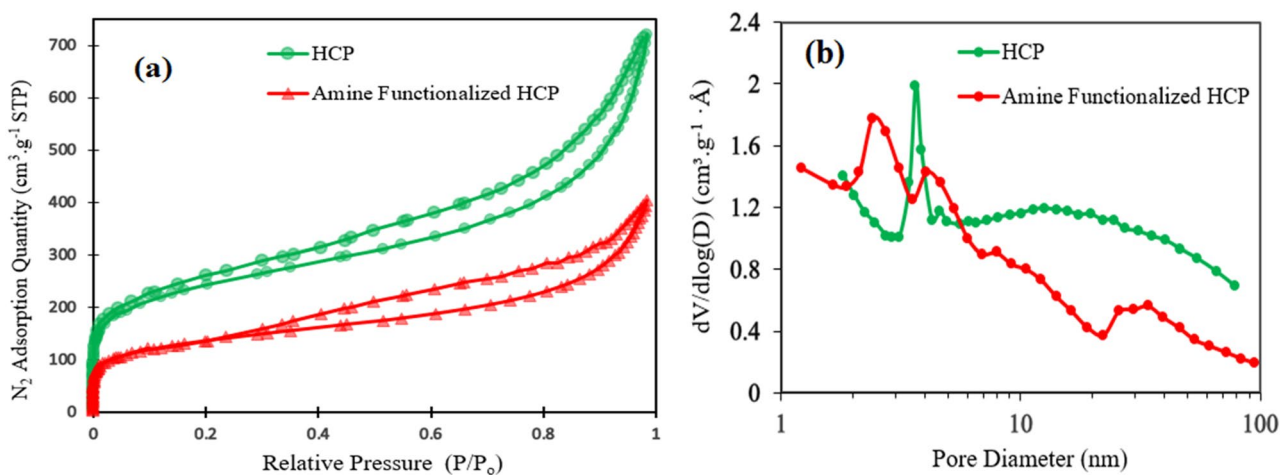 (a)
HCP
Amine Functionalized HCP
N₂ Adsorption Quantity (cm³.g⁻¹ STP)
700
600
500
400
300
200
100
0
0
0.2
0.4
0.6
0.8
1
Relative Pressure (P/Pₒ)
(b)
HCP
Amine Functionalized HCP
dV/dlog(D) (cm³.g⁻¹ ·Å)
2.4
2
1.6
1.2
0.8
0.4
0
1
10
100
Pore Diameter (nm)